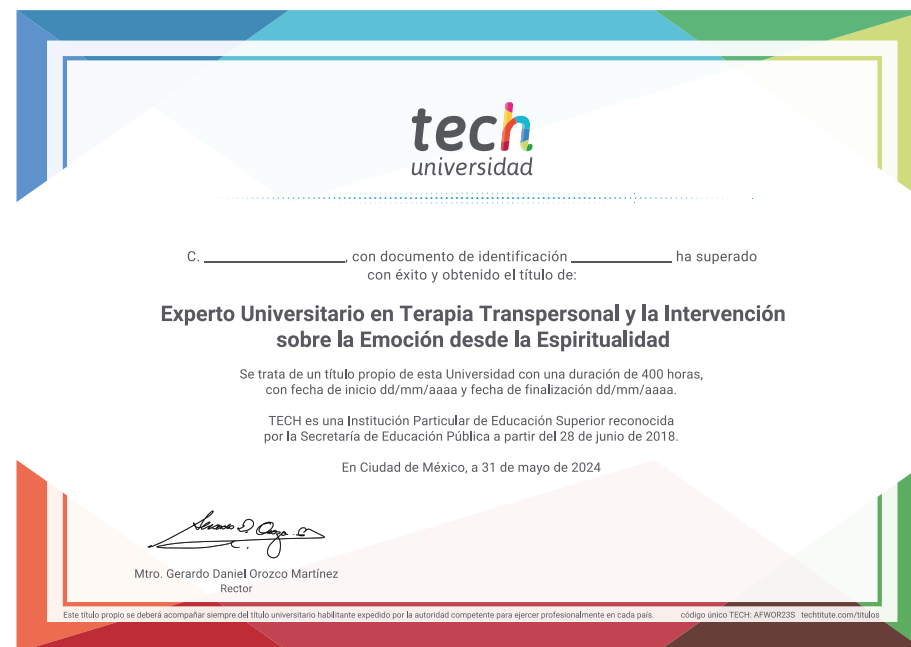 tech
universidad
C. ____________, con documento de identificación ____________ ha superado
con éxito y obtenido el título de:
Experto Universitario en Terapia Transpersonal y la Intervención
sobre la Emoción desde la Espiritualidad
Se trata de un título propio de esta Universidad con una duración de 400 horas,
con fecha de inicio dd/mm/aaaa y fecha de finalización dd/mm/aaaa.
TECH es una Institución Particular de Educación Superior reconocida
por la Secretaría de Educación Pública a partir del 28 de junio de 2018.
En Ciudad de México, a 31 de mayo de 2024
Mtro. Gerardo Daniel Orozco Martínez
Rector
Este título propio se deberá acompañar siempre del título universitario habilitante expedido por la autoridad competente para ejercer profesionalmente en cada país. código único TECH: AFWOR23S techtitute.com/titulos